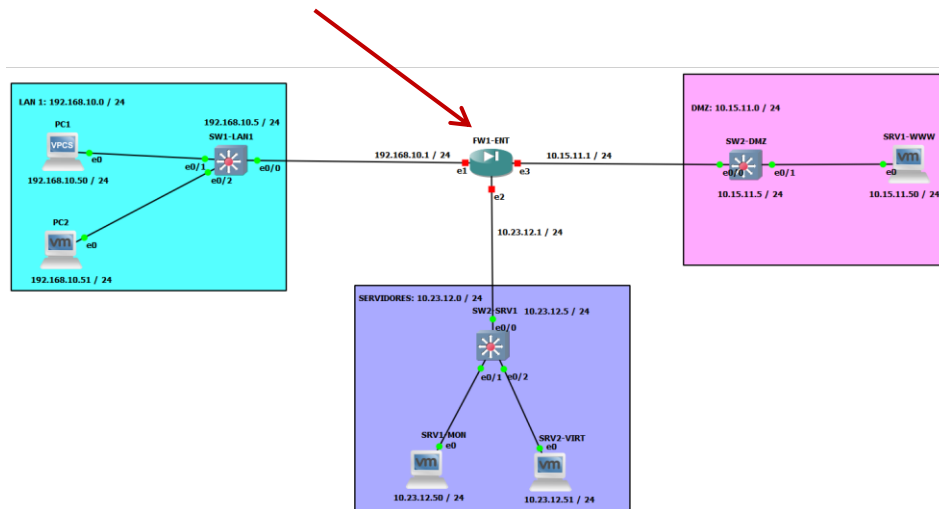 LAN 1: 192.168.10.0 / 24
192.168.10.5 / 24
PC1
SW1-LAN1
VPCS
e0
e0/1
e0/0
e0/2
192.168.10.50 / 24
PC2
vm
e0
192.168.10.51 / 24
FW1-ENT
192.168.10.1 / 24
10.15.11.1 / 24
e1
e3
e2
10.23.12.1 / 24
DMZ: 10.15.11.0 / 24
SW2-DMZ
SRV1-WWW
vm
e0/0
e0/1
e0
10.15.11.5 / 24
10.15.11.50 / 24
SERVIDORES: 10.23.12.0 / 24
SW2-SRV1
10.23.12.5 / 24
e0/0
e0/1
e0/2
SRV1-MON
e0
vm
10.23.12.50 / 24
SRV2-VIRT
e0
vm
10.23.12.51 / 24